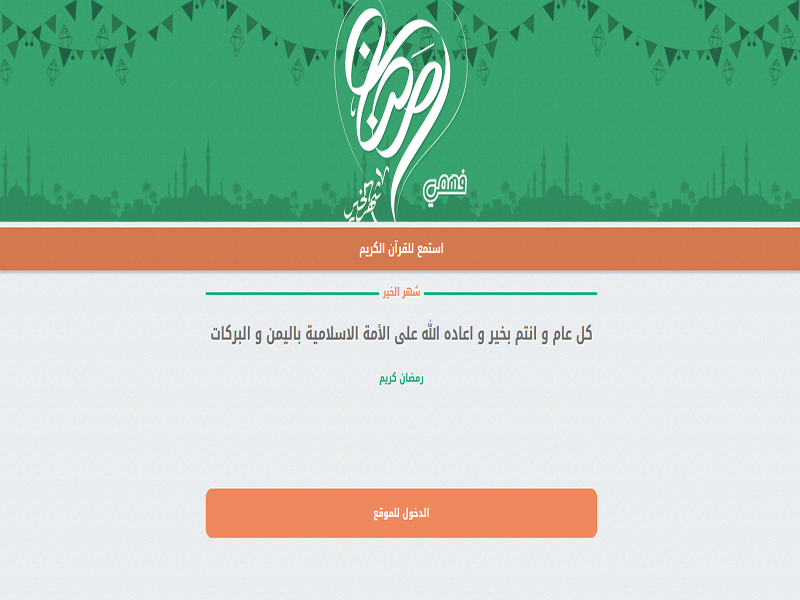 رمضان
شهر الخير
فهمي
استمع للقرآن الكريم
شهر الخير
كل عام و انتم بخير و اعاده الله على الأمة الاسلامية باليمن و البركات
رمضان كريم
الدخول للموقع